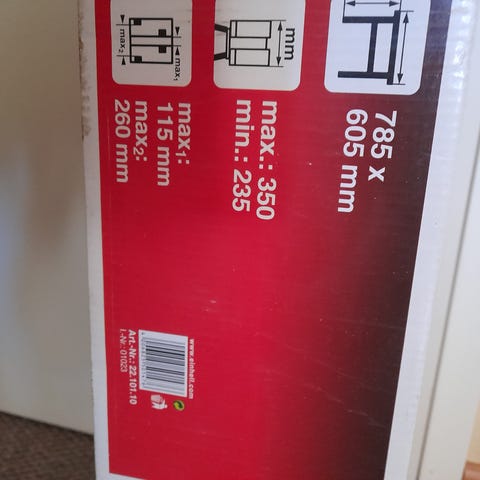 785 x
605 mm
mm
max.: 350
min.: 235
max₂
max₁
max₁:
115 mm
max₂:
260 mm
www.einhell.com
Art.-Nr.: 22.101.10
I.-Nr.: 01023